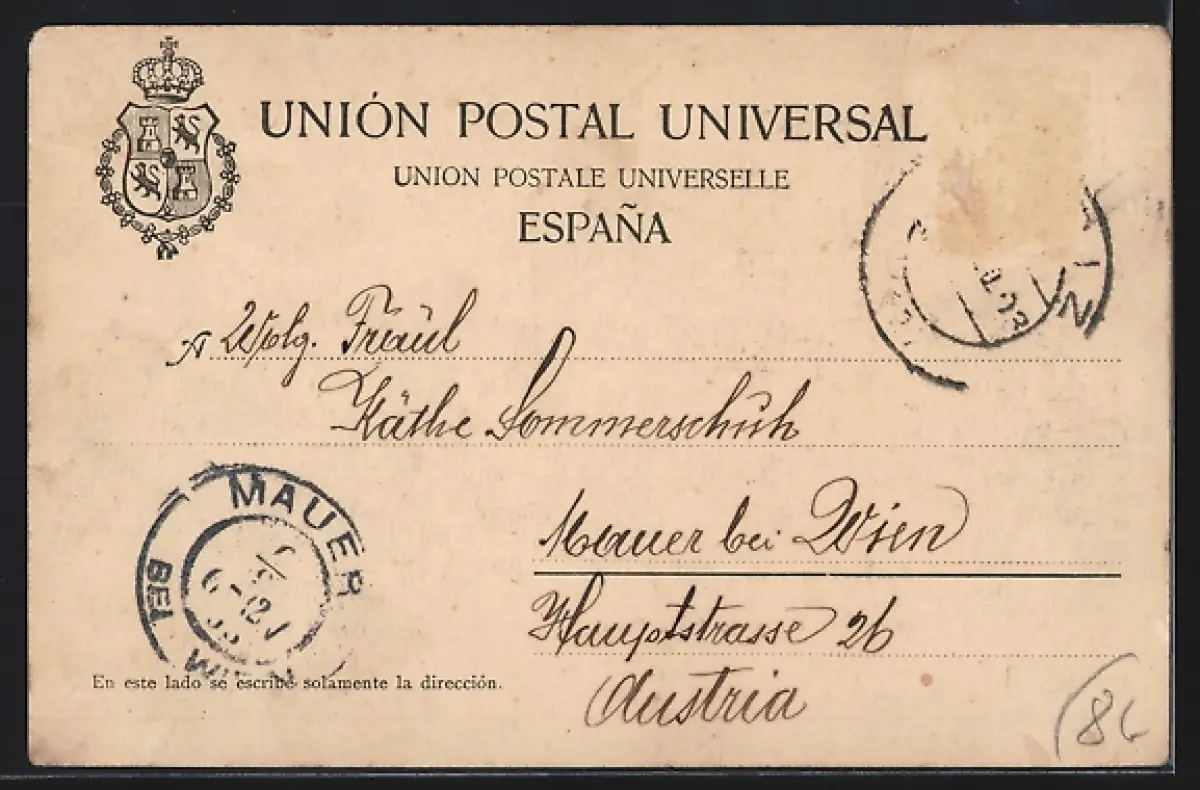 UNIÓN POSTAL UNIVERSAL
UNION POSTALE UNIVERSELLE
ESPAÑA
Fräul
Käthe Sommerschuh
Mauer bei Wien
Hauptstrasse 26
Austria
MAUER
BEI WIEN
En este lado se escribe solamente la dirección.